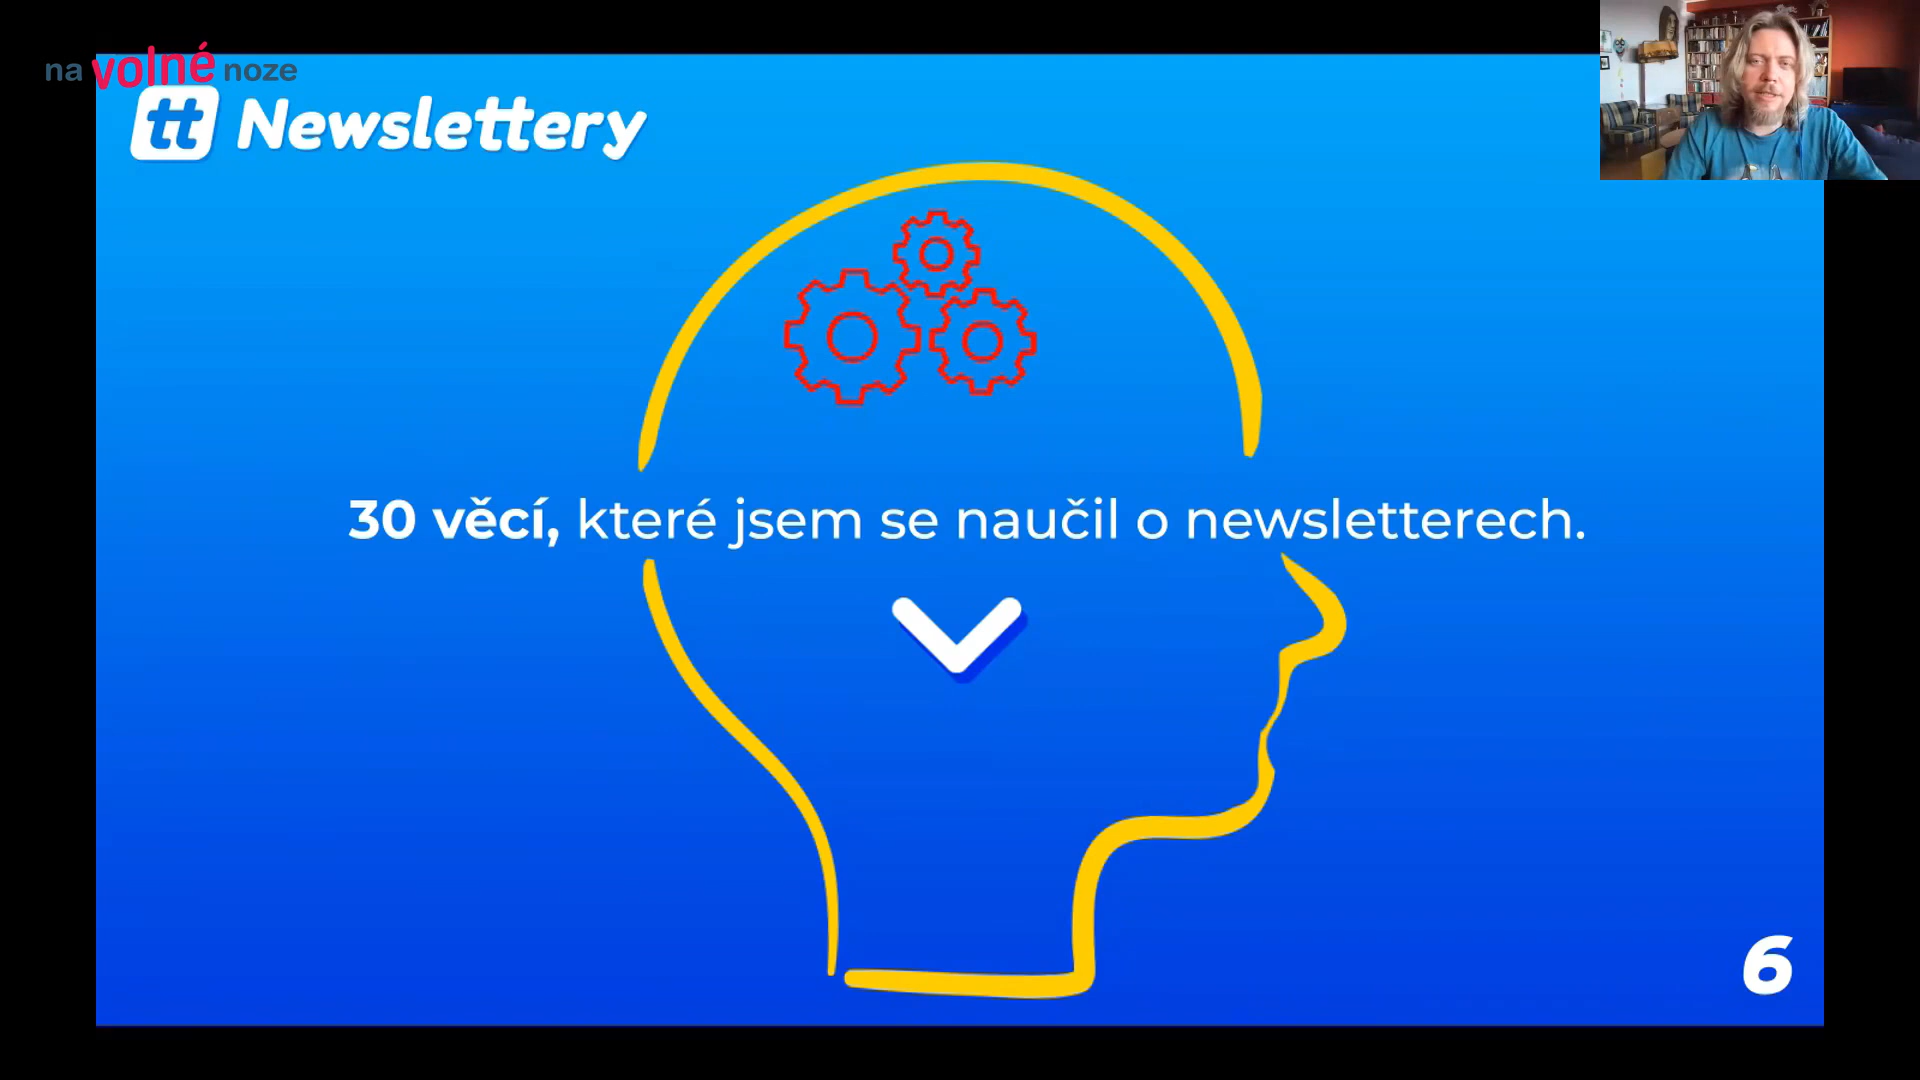 na volné noze
tt Newslettery
30 věcí, které jsem se naučil o newsletterech.
6